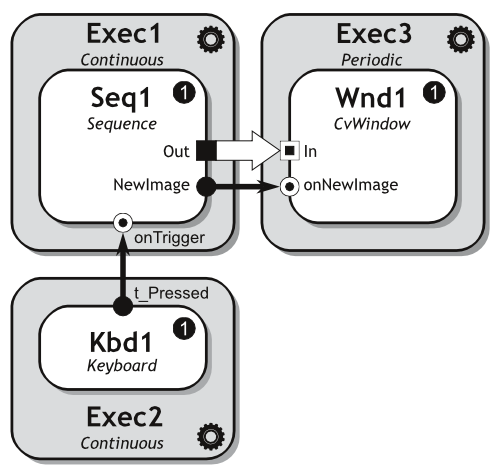 Exec1
Continuous
Seq1
1
Sequence
Out
NewImage
onTrigger
Exec3
Periodic
Wnd1
1
CvWindow
In
onNewImage
t_Pressed
Kbd1
1
Keyboard
Exec2
Continuous